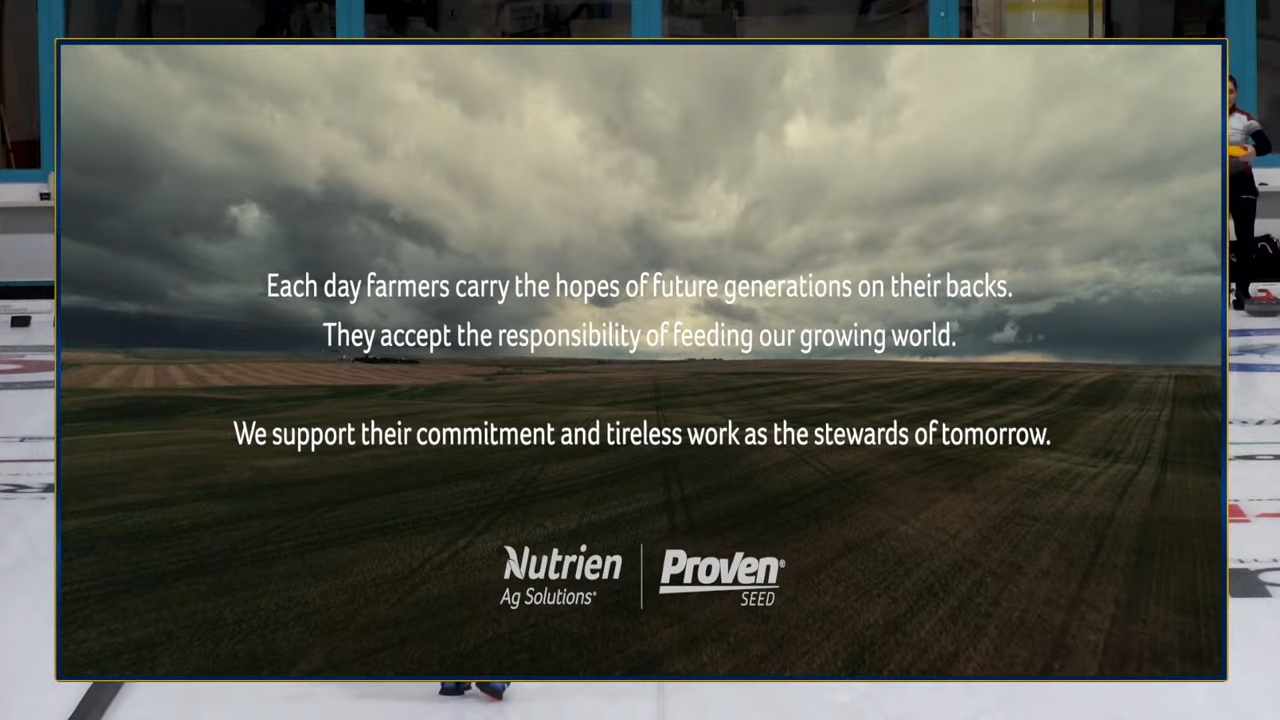 Each day farmers carry the hopes of future generations on their backs.
They accept the responsibility of feeding our growing world.
We support their commitment and tireless work as the stewards of tomorrow.
Nutrien
Ag Solutions®
Proven®
SEED